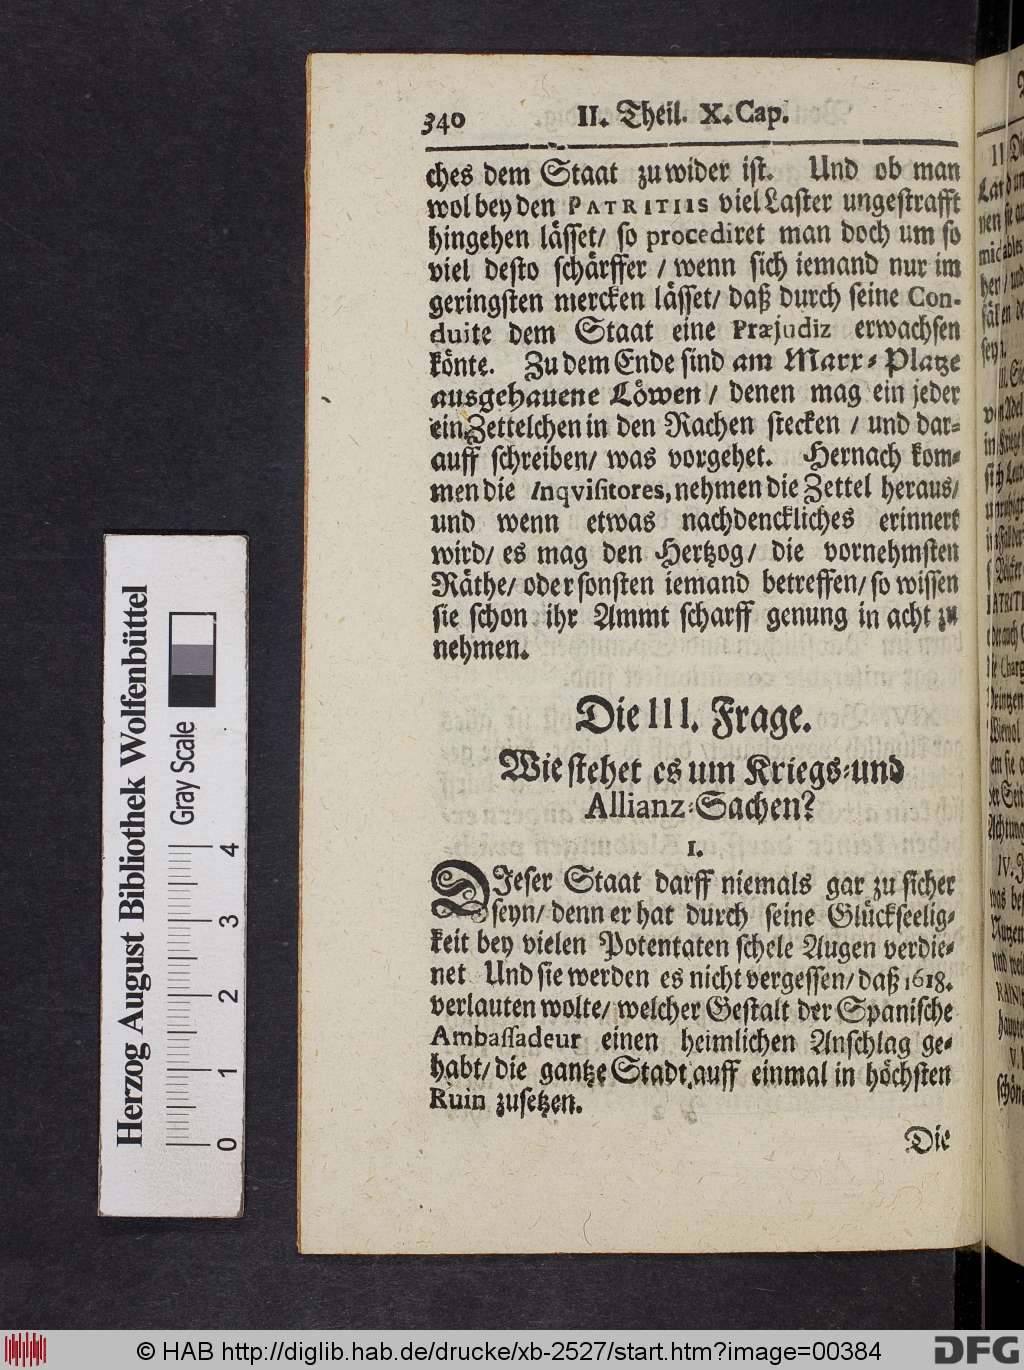 340 II. Theil. X. Cap.
ches dem Staat zu wider ist. Und ob man
wol bey den PATRITIIS viel Laster ungestrafft
hingehen lässet/ so procediret man doch um so
viel desto schärffer / wenn sich iemand nur im
geringsten mercken lässet/ daß durch seine Con-
duite dem Staat eine Præjudiz erwachsen
könte. Zu dem Ende sind am Marx-Platze
ausgehauene Löwen / denen mag ein jeder
ein Zettelchen in den Rachen stecken / und dar-
auff schreiben/ was vorgehet. Hernach kom-
men die Inqvisitores, nehmen die Zettel heraus/
und wenn etwas nachdenckliches erinnert
wird/ es mag den Hertzog/ die vornehmsten
Räthe/ oder sonsten iemand betreffen/ so wissen
sie schon ihr Ammt scharff genung in acht zu
nehmen.
Die III. Frage.
Wie stehet es um Kriegs-und
Allianz-Sachen?
I.
DIeser Staat darff niemals gar zu sicher
seyn/ denn er hat durch seine Glückseelig-
keit bey vielen Potentaten schele Augen verdie-
net Und sie werden es nicht vergessen/ daß 1618.
verlauten wolte/ welcher Gestalt der Spanische
Ambassadeur einen heimlichen Anschlag ge-
habt/ die gantze Stadt auff einmal in höchsten
Ruin zusetzen.
Die
Herzog August Bibliothek Wolfenbüttel
Gray Scale
0 1 2 3 4
© HAB http://diglib.hab.de/drucke/xb-2527/start.htm?image=00384
DFG